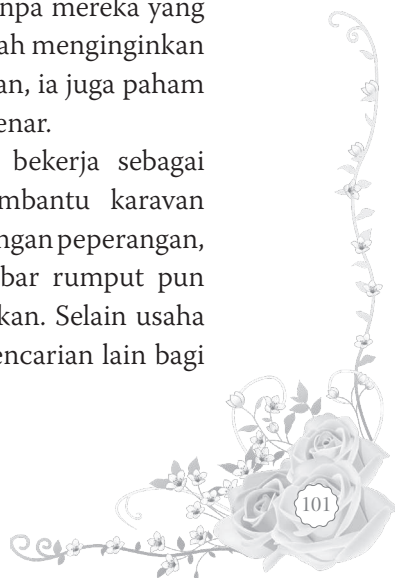 npa mereka yang
ah menginginkan
an, ia juga paham
enar.
bekerja sebagai
mbantu karavan
ngan peperangan,
bar rumput pun
kan. Selain usaha
encarian lain bagi
101